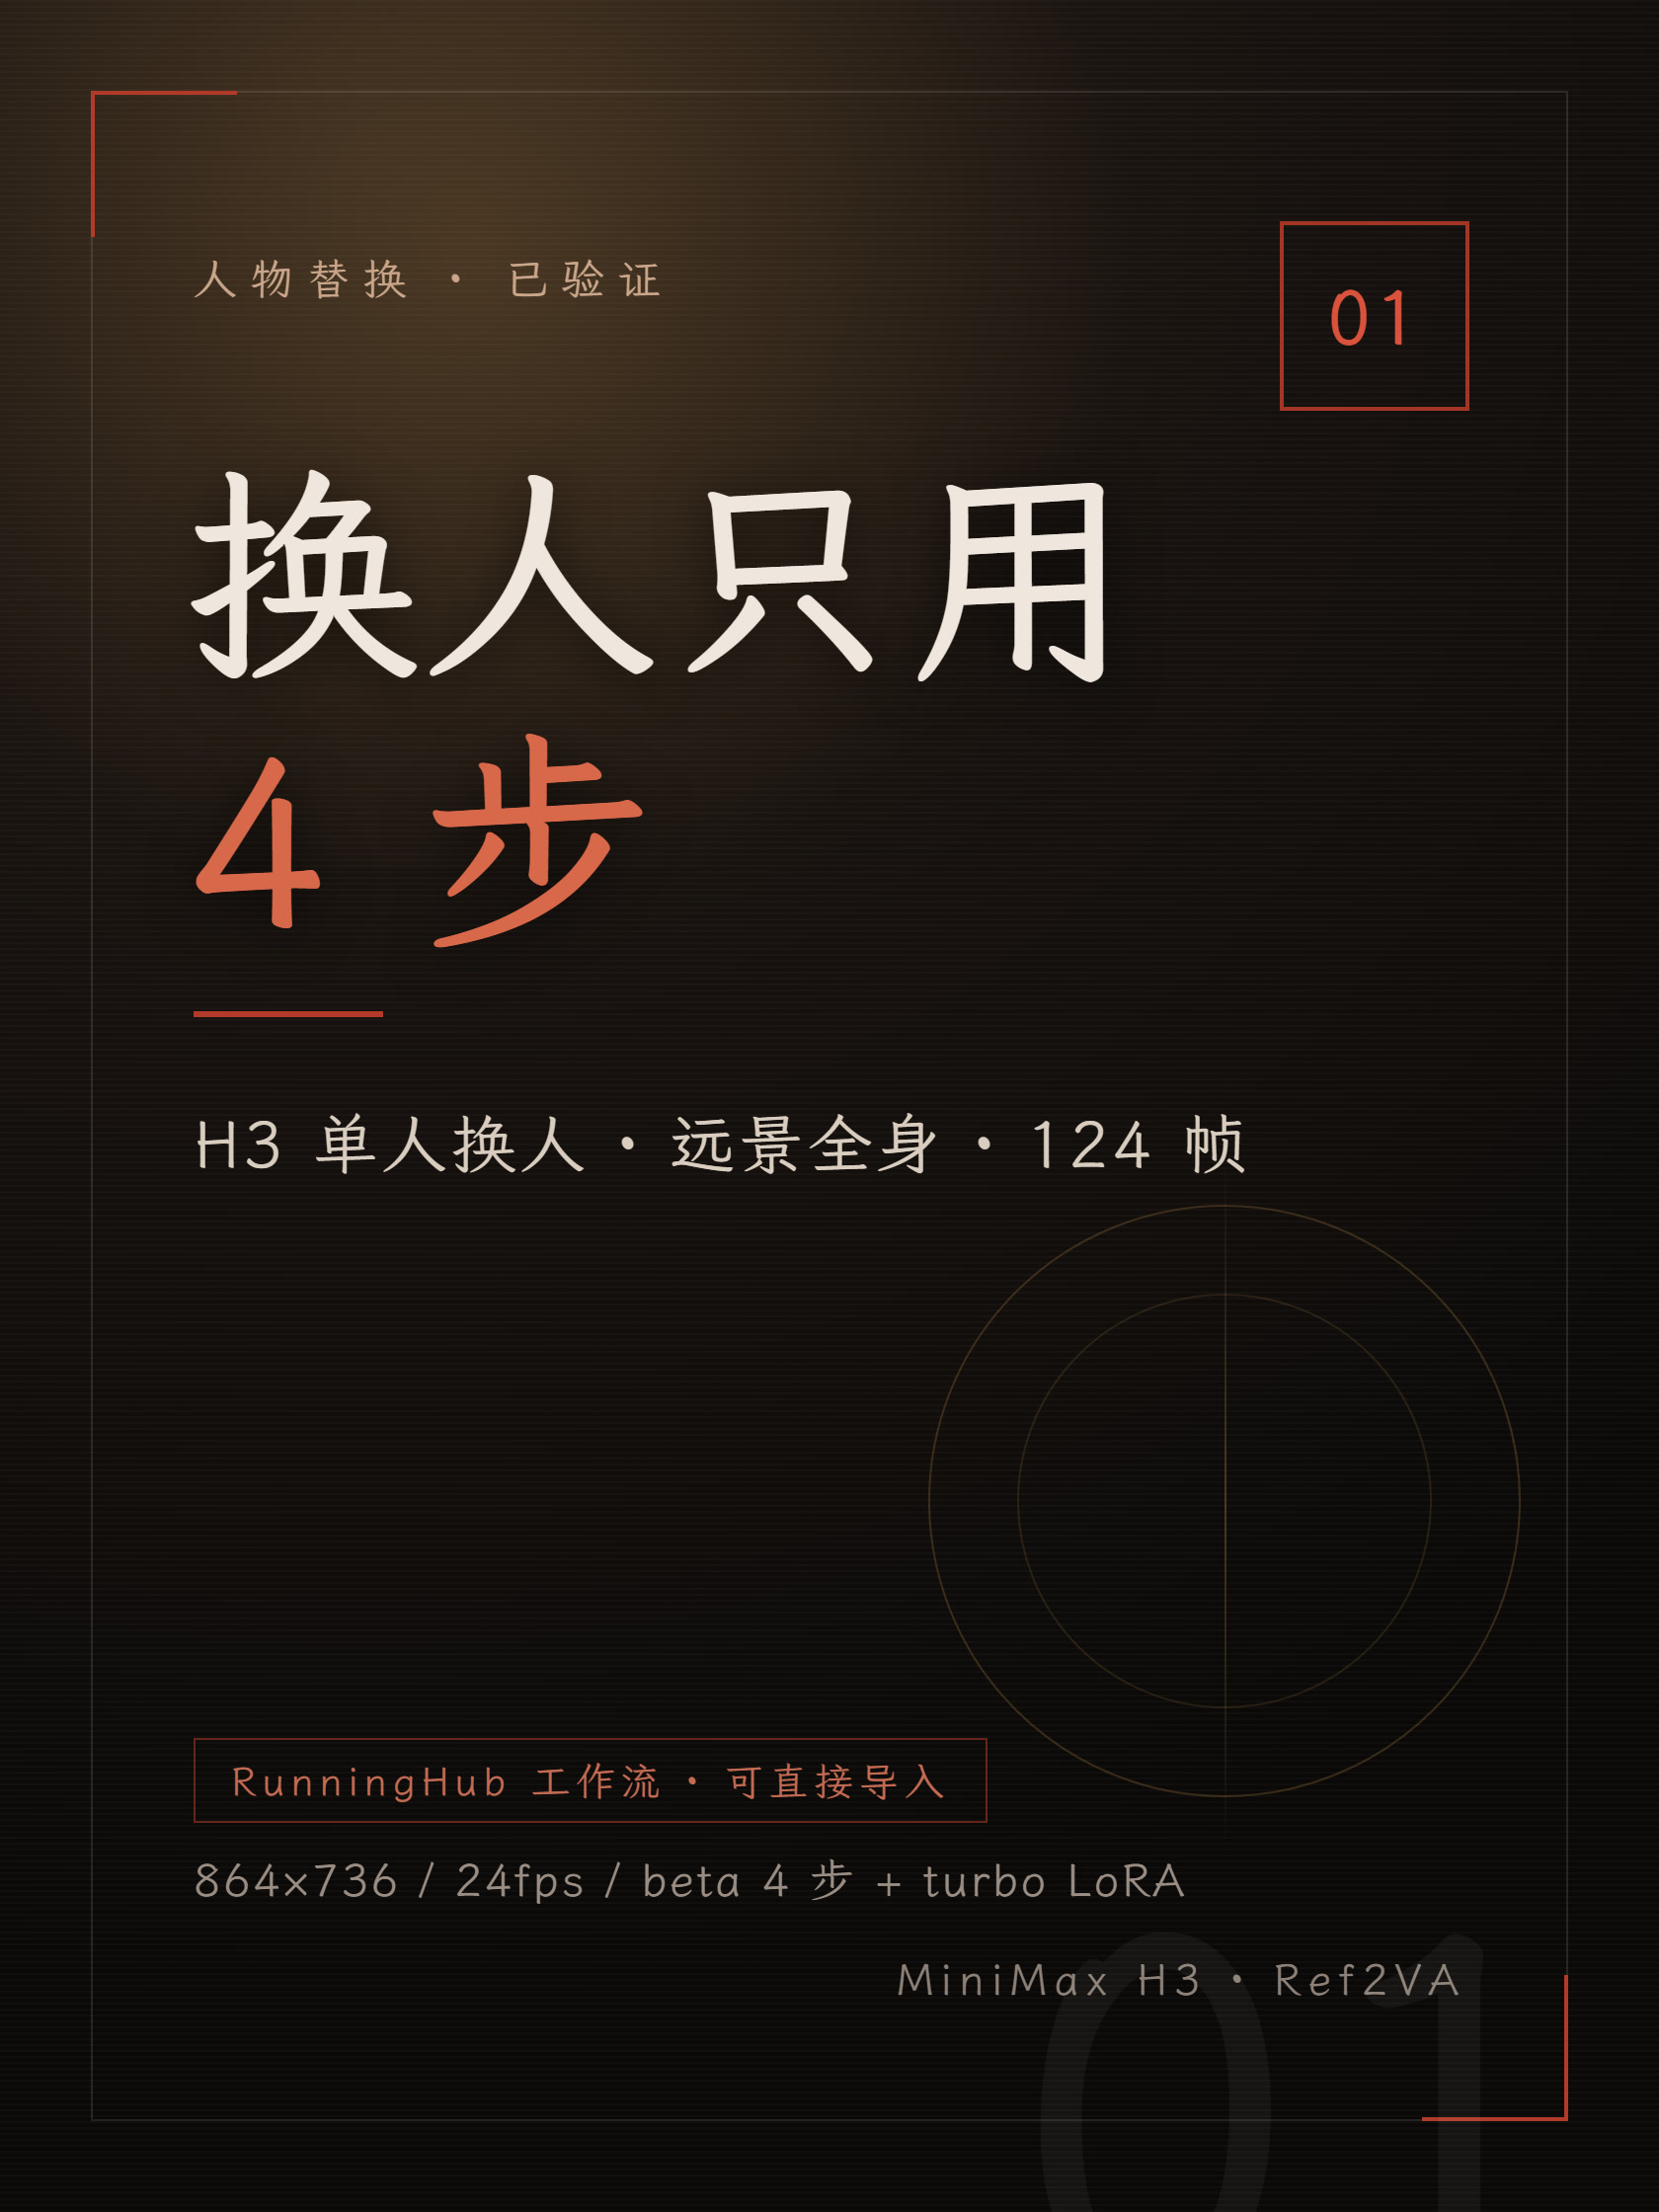 人物替换 · 已验证
01
换人只用
4 步
H3 单人换人 · 远景全身 · 124 帧
RunningHub 工作流 · 可直接导入
864×736 / 24fps / beta 4 步 + turbo LoRA
MiniMax H3 · Ref2VA
01